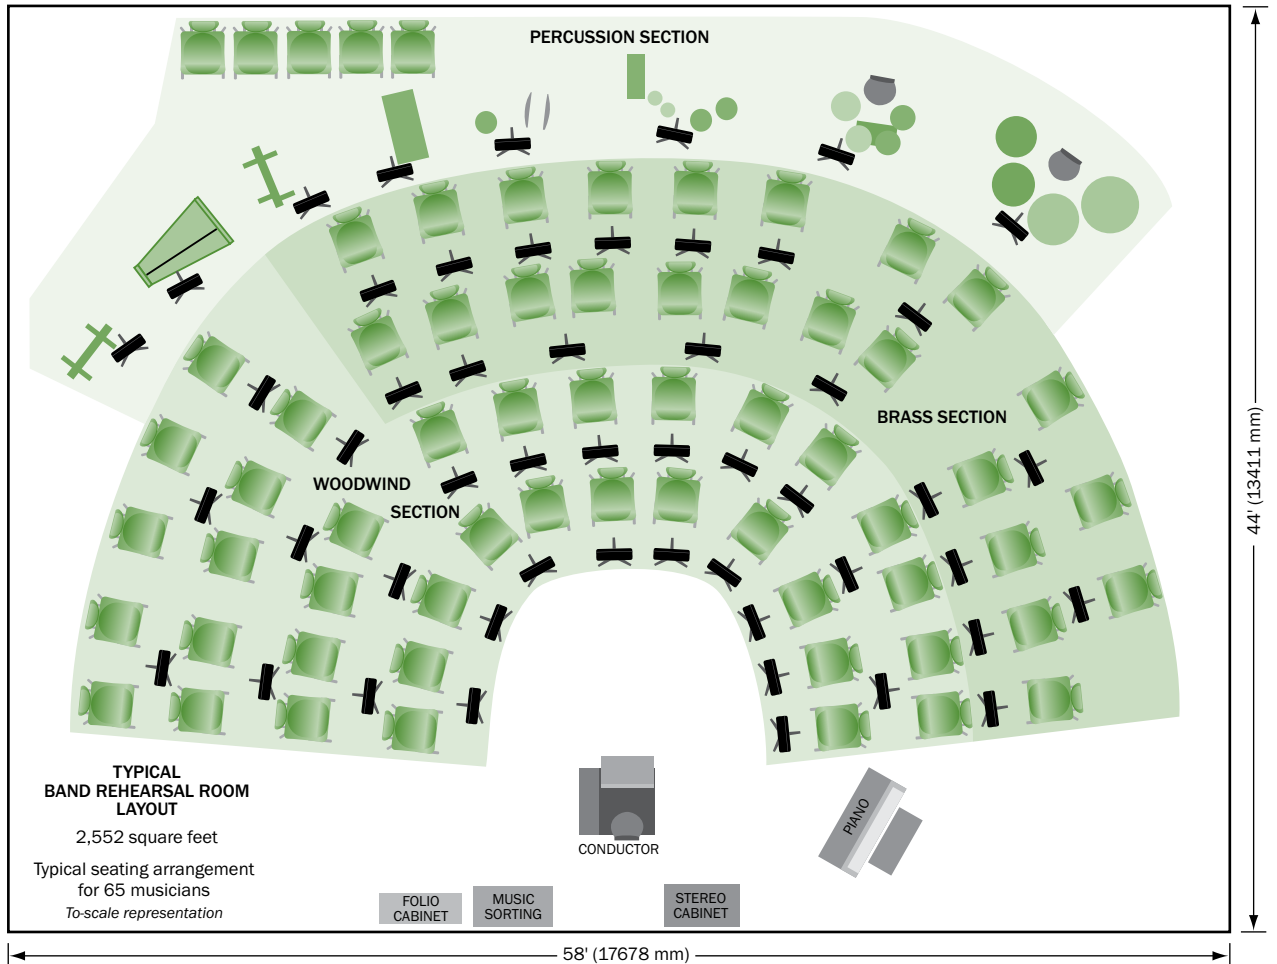 PERCUSSION SECTION
BRASS SECTION
WOODWIND
SECTION
44' (13411 mm)
TYPICAL
BAND REHEARSAL ROOM
LAYOUT
2,552 square feet
Typical seating arrangement
for 65 musicians
To-scale representation
PIANO
CONDUCTOR
FOLIO
CABINET
MUSIC
SORTING
STEREO
CABINET
58' (17678 mm)